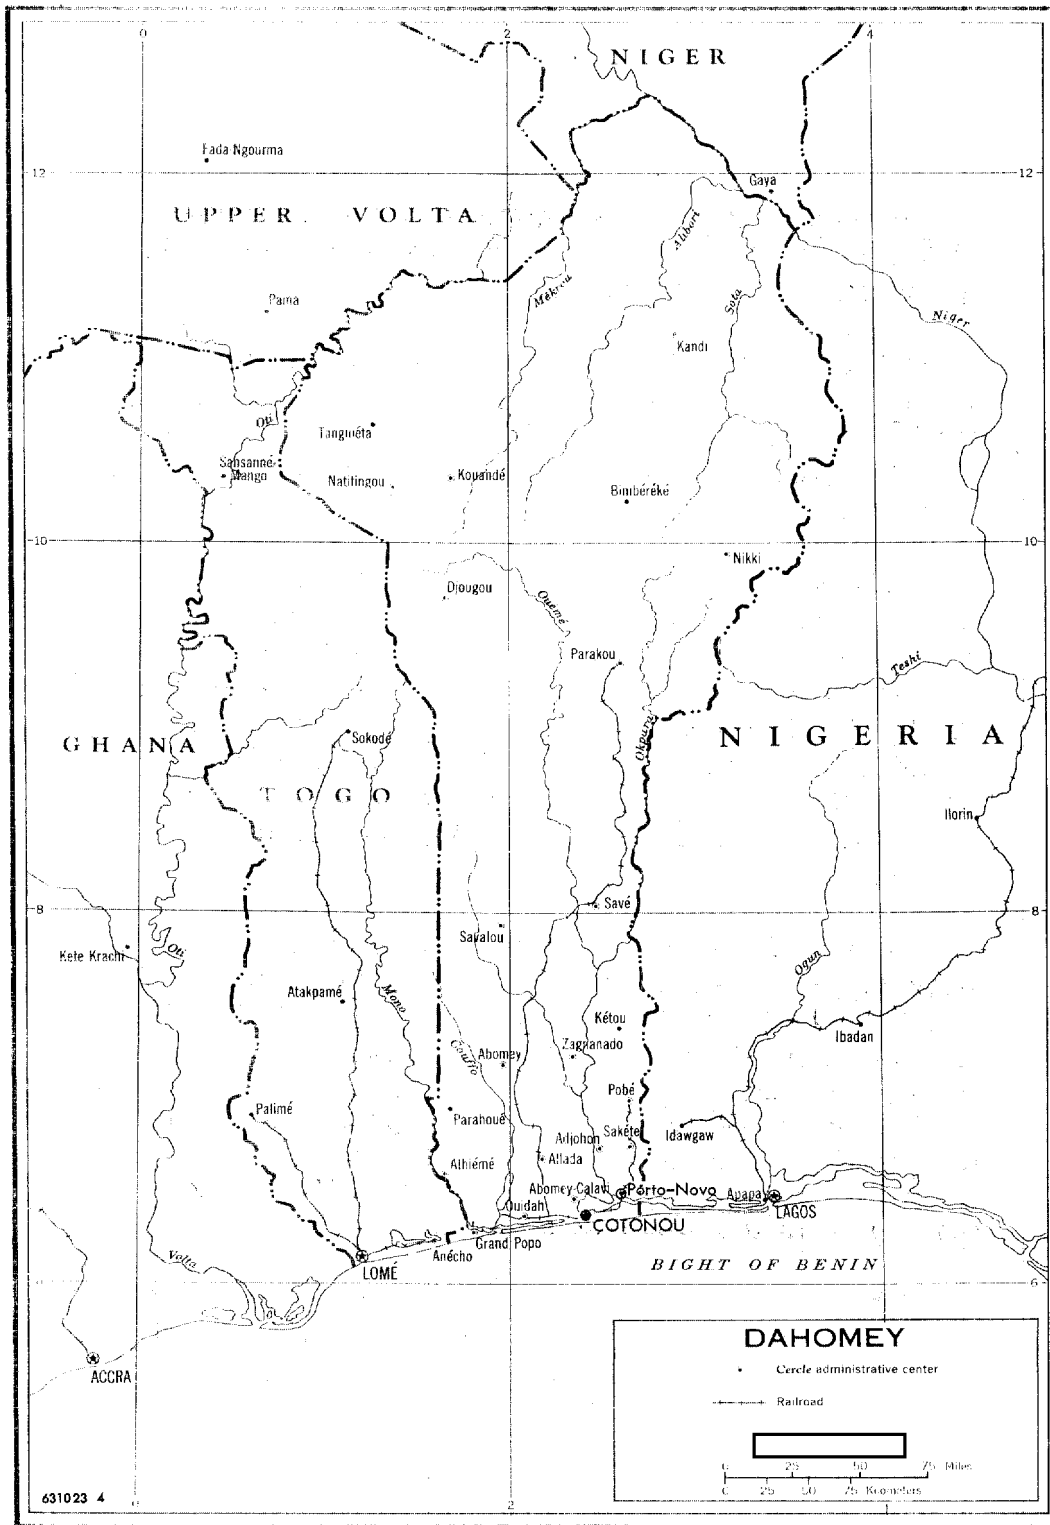 0
2
4
NIGER
Fada Ngourma
12
12
Gaya
UPPER VOLTA
Alibori
Mékrou
Sota
Pama
Niger
Kandi
Oti
Tanguiéta
Sansanné-
Mango
Natitingou
Kouandé
Bimbéréké
10
10
Nikki
Djougou
Ouemé
Parakou
Teshi
GHANA
Sokodé
Okpara
NIGERIA
TOGO
Ilorin
8
8
Savé
Savalou
Kete Krachi
Oti
Ogun
Atakpamé
Mono
Kétou
Ibadan
Couffo
Abomey
Zagnanado
Pobé
Palimé
Parahoué
Sakéte
Idawgaw
Adjohon
Allada
Athiémé
Abomey-Calavi
Porto-Novo
Apapa
Ouidah
COTONOU
LAGOS
Grand Popo
Anécho
Volta
LOMÉ
BIGHT OF BENIN
6
ACCRA
DAHOMEY
Cercle administrative center
Railroad
0 25 50 75 Miles
0 25 50 75 Kilometers
631023 4
0
2